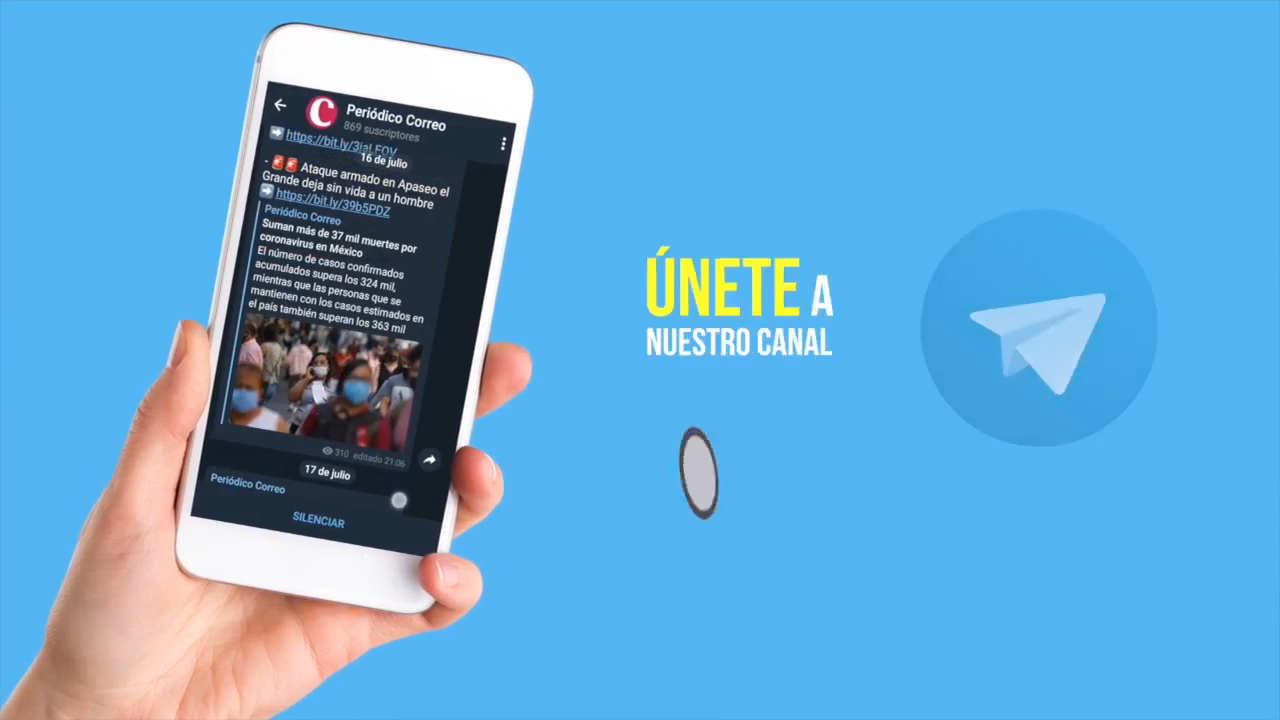 Periódico Correo
869 suscriptores
16 de julio
- Ataque armado en Apaseo el
Grande deja sin vida a un hombre
https://bit.ly/39b5PDZ
Periódico Correo
Suman más de 37 mil muertes por
coronavirus en México
El número de casos confirmados
acumulados supera los 324 mil,
mientras que las personas que se
mantienen con los casos estimados en
el país también superan los 363 mil
310 editado 21:06
17 de julio
Periódico Correo
SILENCIAR
ÚNETE A
NUESTRO CANAL